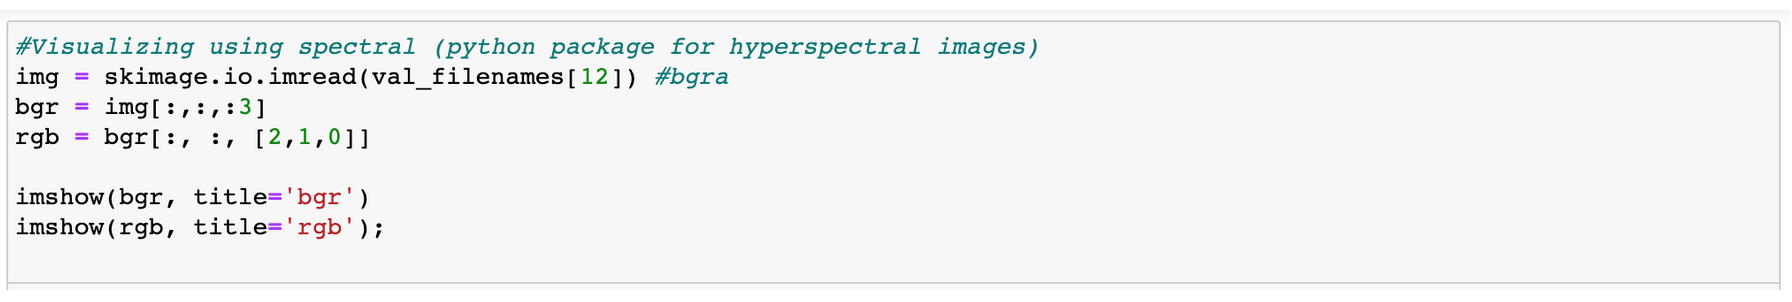 #Visualizing using spectral (python package for hyperspectral images)
img = skimage.io.imread(val_filenames[12]) #bgra
bgr = img[:,:,:3]
rgb = bgr[:, :, [2,1,0]]
imshow(bgr, title='bgr')
imshow(rgb, title='rgb');